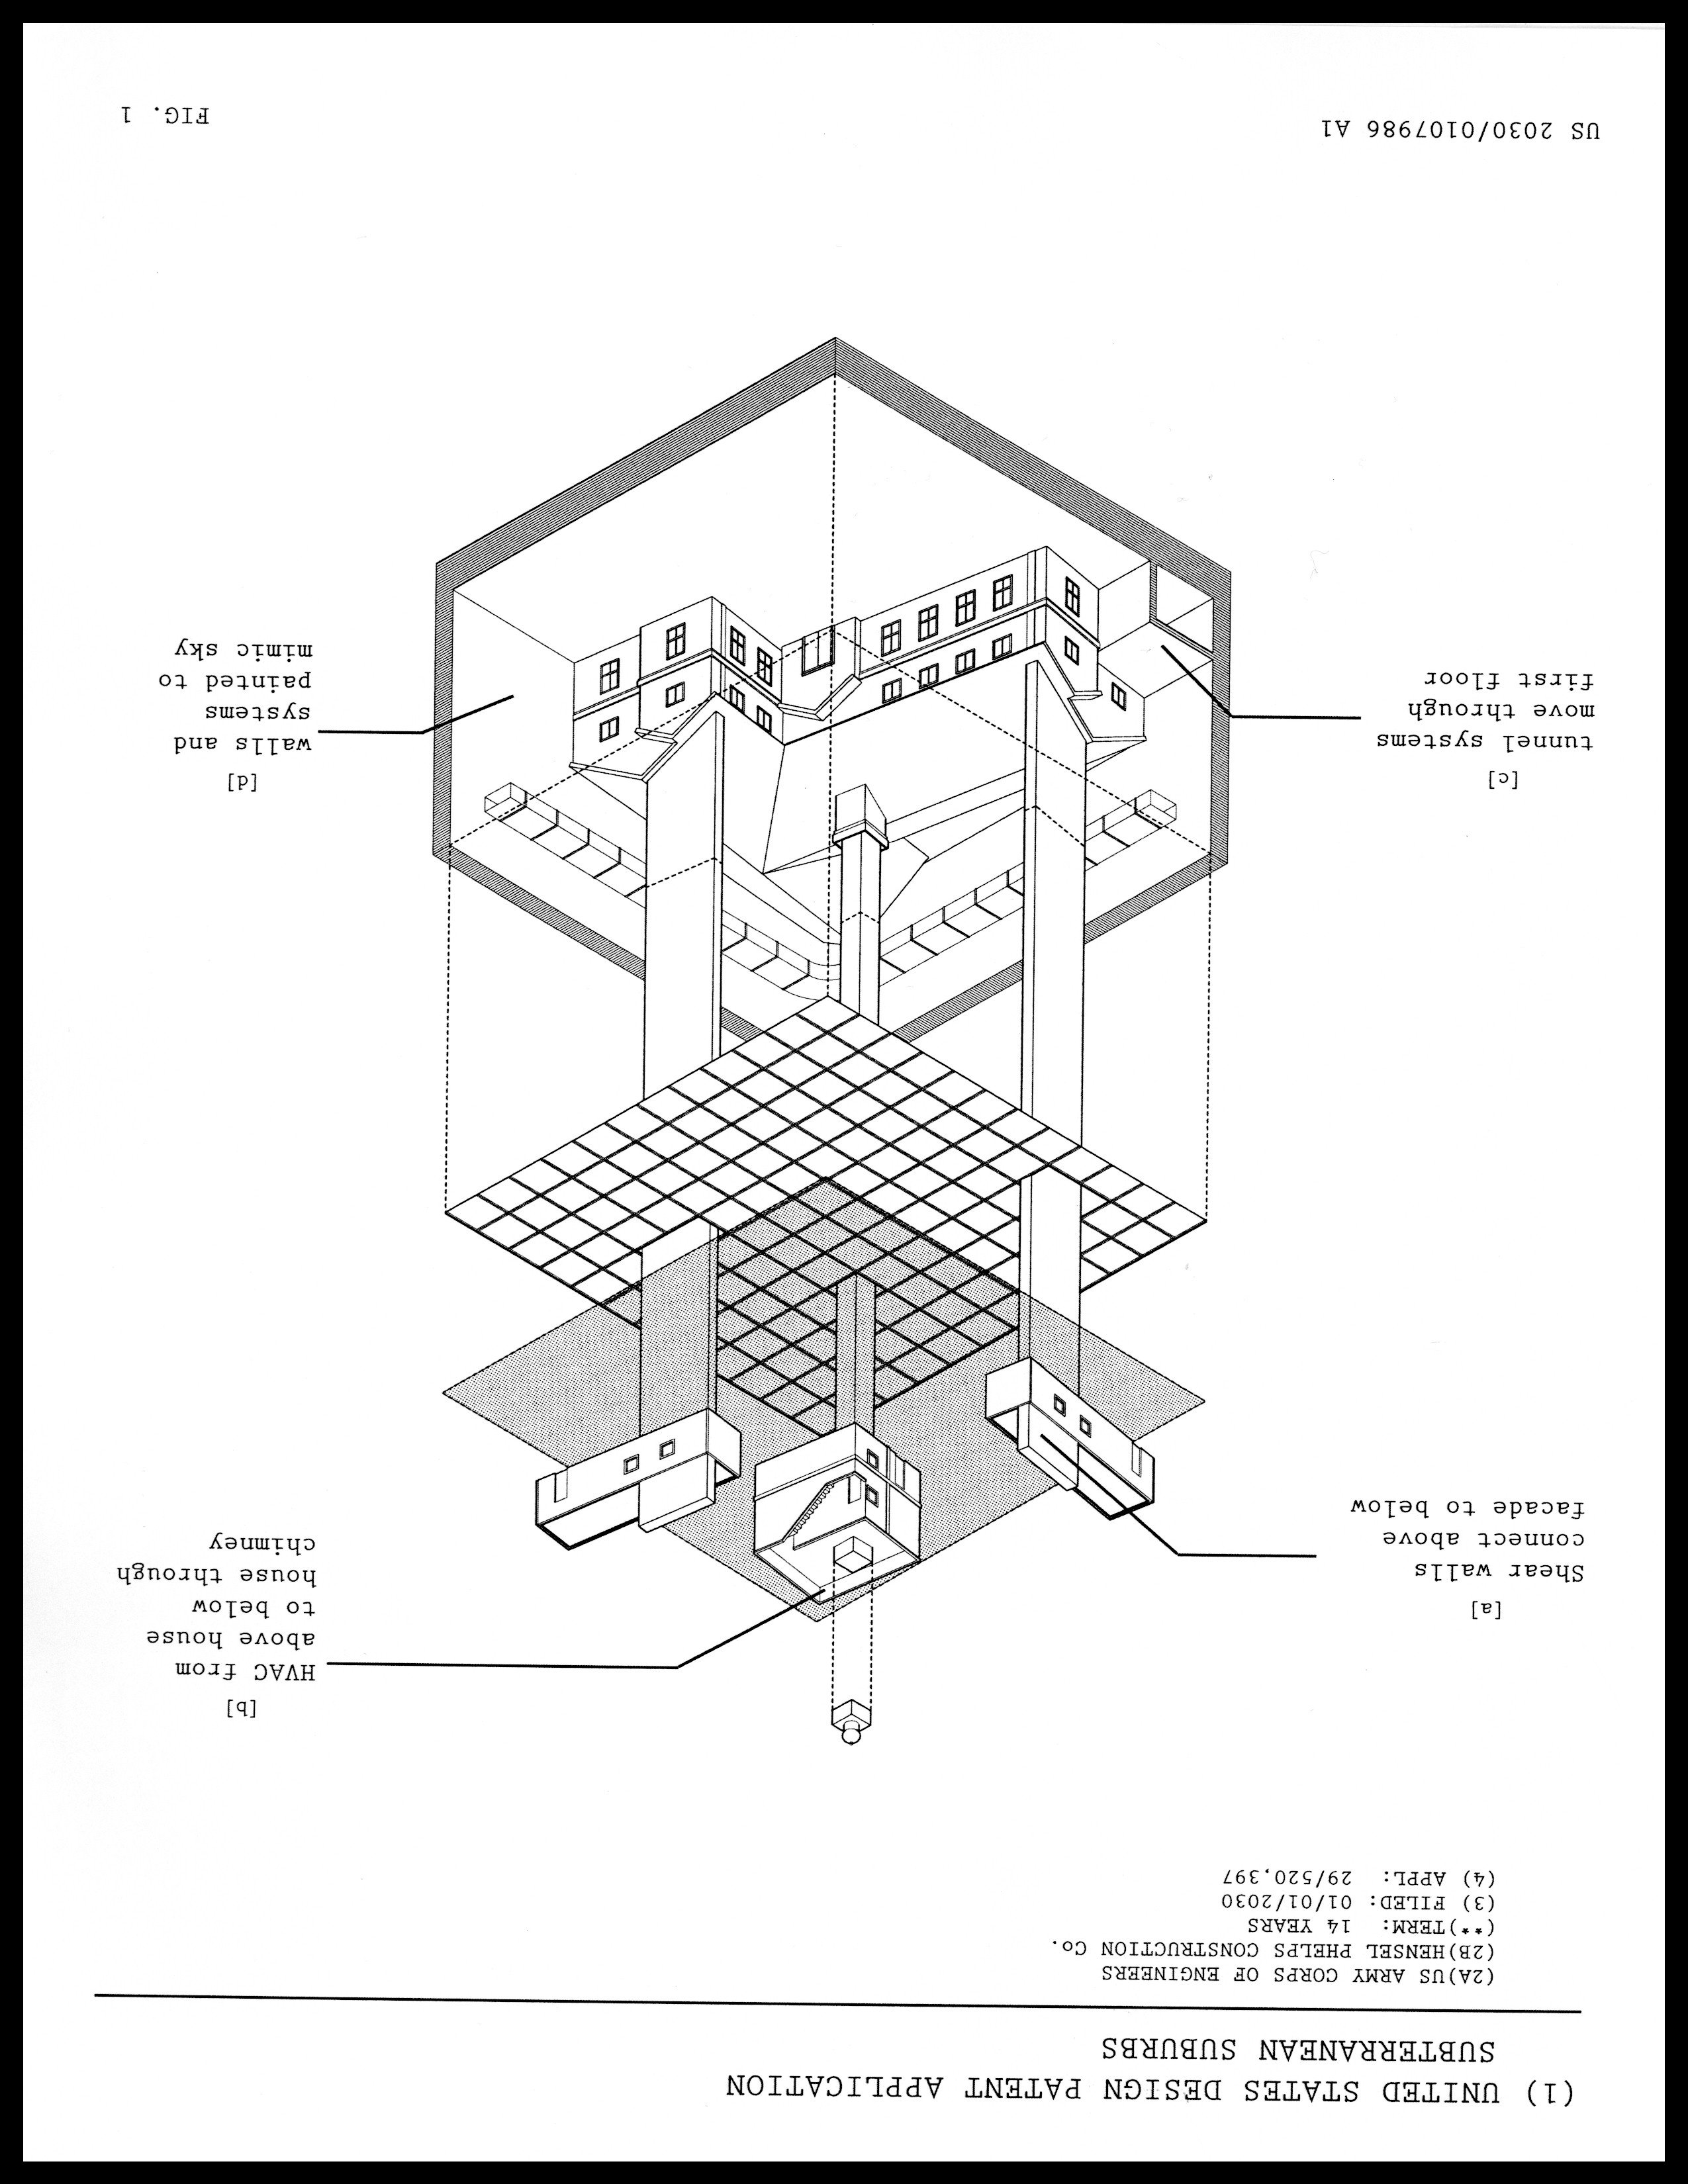 (1) UNITED STATES DESIGN PATENT APPLICATION
SUBTERRANEAN SUBURBS
(2A)US ARMY CORPS OF ENGINEERS
(2B)HENSEL PHELPS CONSTRUCTION Co.
(**)TERM: 14 YEARS
(3) FILED: 01/01/2030
(4) APPL: 29/520,397
[a]
Shear walls
connect above
facade to below
[b]
HVAC from
above house
to below
house through
chimney
[c]
tunnel systems
move through
first floor
[d]
walls and
systems
painted to
mimic sky
US 2030/0107986 A1
FIG. 1